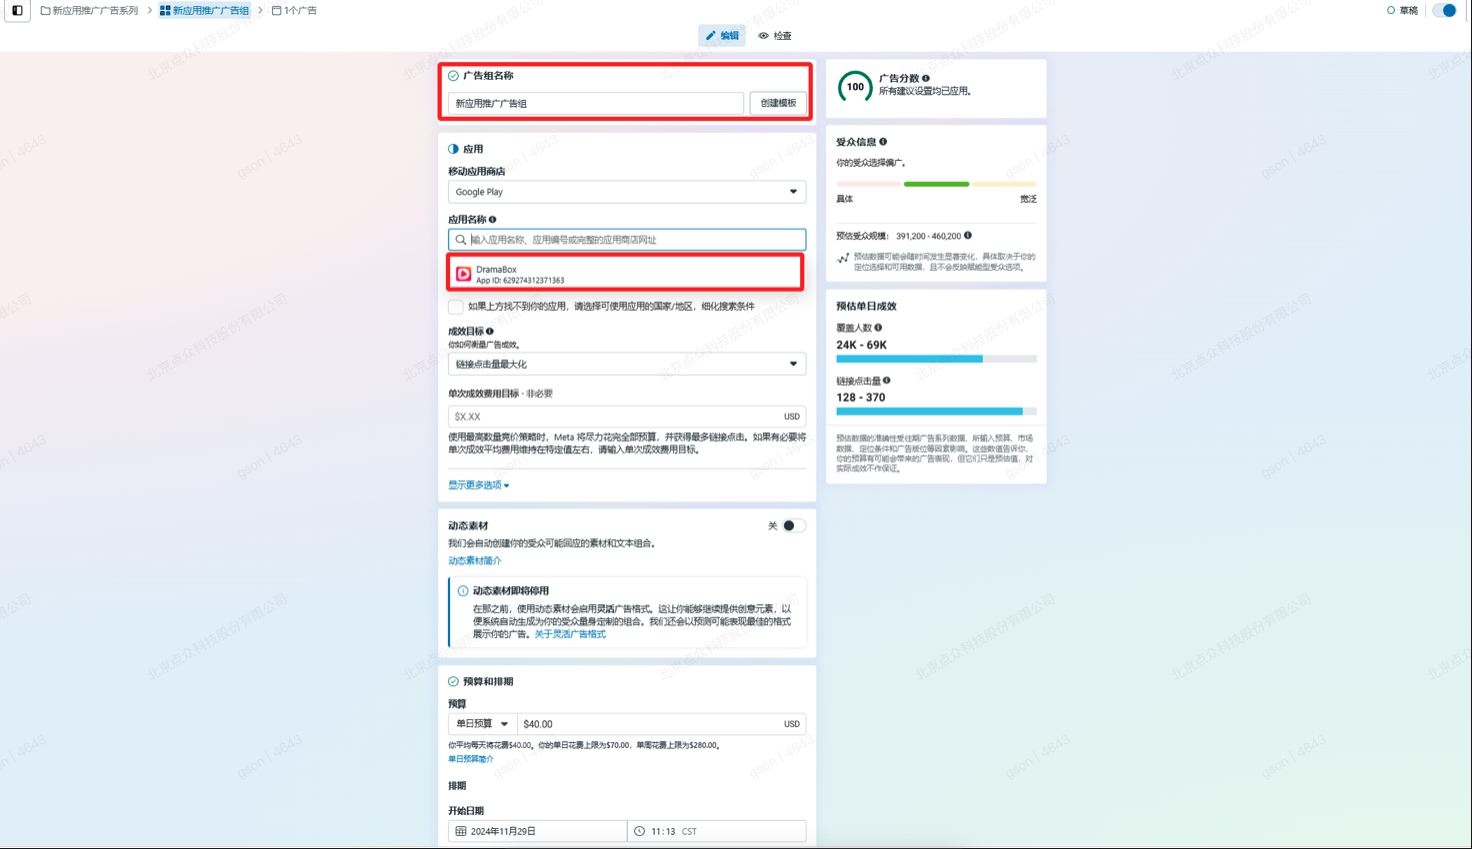 新应用推广广告系列 > 新应用推广广告组 > 1个广告
草稿
编辑 检查
广告组名称
新应用推广广告组 创建模板
应用
移动应用商店
Google Play
应用名称
输入应用名称、应用编号或完整的应用商店网址
DramaBox
App ID: 629274312371363
如果上方找不到你的应用，请选择可使用应用的国家/地区，细化搜索条件
成效目标
你如何衡量广告成效。
链接点击量最大化
单次成效费用目标 · 非必要
$X.XX USD
使用最高数量竞价策略时，Meta 将尽力花完全部预算，并获得最多链接点击。如果有必要将
单次成效平均费用维持在特定值左右，请输入单次成效费用目标。
显示更多选项
动态素材 关
我们会自动创建你的受众可能回应的素材和文本组合。
动态素材简介
动态素材即将停用
在那之前，使用动态素材会启用灵活广告格式。这让你能够继续提供创意元素，以
便系统自动生成为你的受众量身定制的组合。我们还会以预测可能表现最佳的格式
展示你的广告。关于灵活广告格式
预算和排期
预算
单日预算 $40.00 USD
你平均每天将花费$40.00。你的单日花费上限为$70.00，单周花费上限为$280.00。
单日预算简介
排期
开始日期
2024年11月29日 11:13 CST
100 广告分数
所有建议设置均已应用。
受众信息
你的受众选择偏广。
具体 宽泛
预估受众规模： 391,200 - 460,200
预估数据可能会随时间发生显著变化，具体取决于你的
定位选择和可用数据，且不会反映赋能型受众选项。
预估单日成效
覆盖人数
24K - 69K
链接点击量
128 - 370
预估数据的准确性受往期广告系列数据、所输入预算、市场
数据、定位条件和广告版位等因素影响。这些数值告诉你，
你的预算有可能会带来的广告表现，但它们只是预估值，对
实际成效不作保证。
北京点众科技股份有限公司
gson | 4643